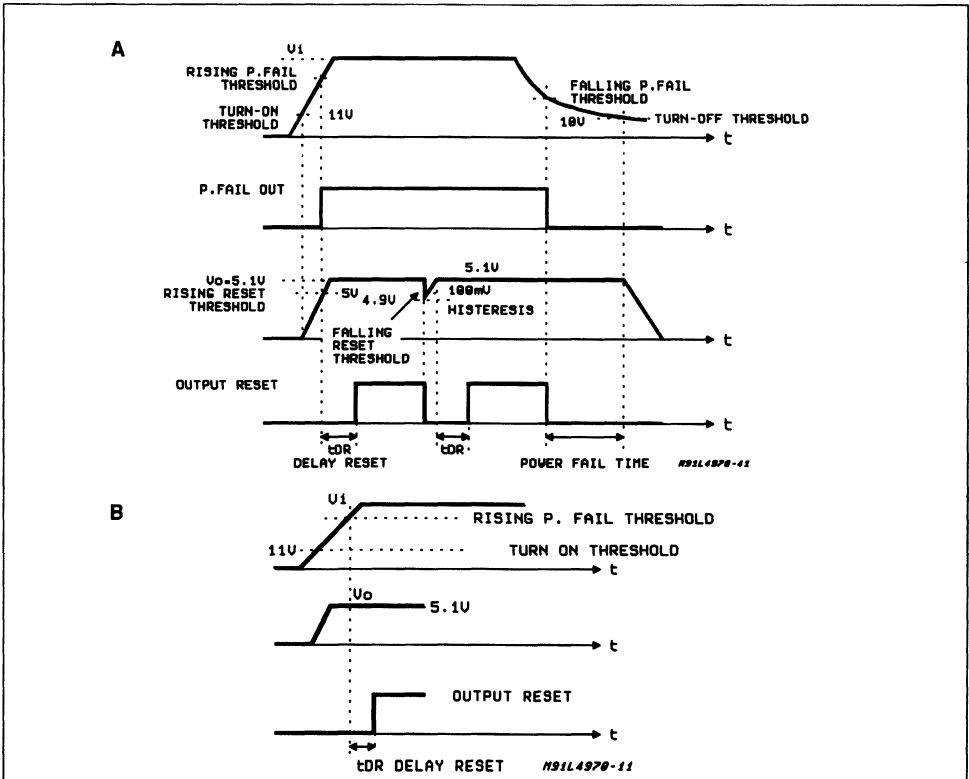 A
Vi
RISING P.FAIL
THRESHOLD
FALLING P.FAIL
THRESHOLD
TURN-ON
THRESHOLD
11V
10V
TURN-OFF THRESHOLD
t
P.FAIL OUT
t
Vo=5.1V
5.1V
RISING RESET
THRESHOLD
5V
4.9V
100mV
HISTERESIS
FALLING
RESET
THRESHOLD
t
OUTPUT RESET
t
tDR
tDR
DELAY RESET
POWER FAIL TIME
M91L4970-41
B
Vi
RISING P. FAIL THRESHOLD
11V
TURN ON THRESHOLD
t
Vo
5.1V
t
OUTPUT RESET
t
tDR DELAY RESET
M91L4970-11